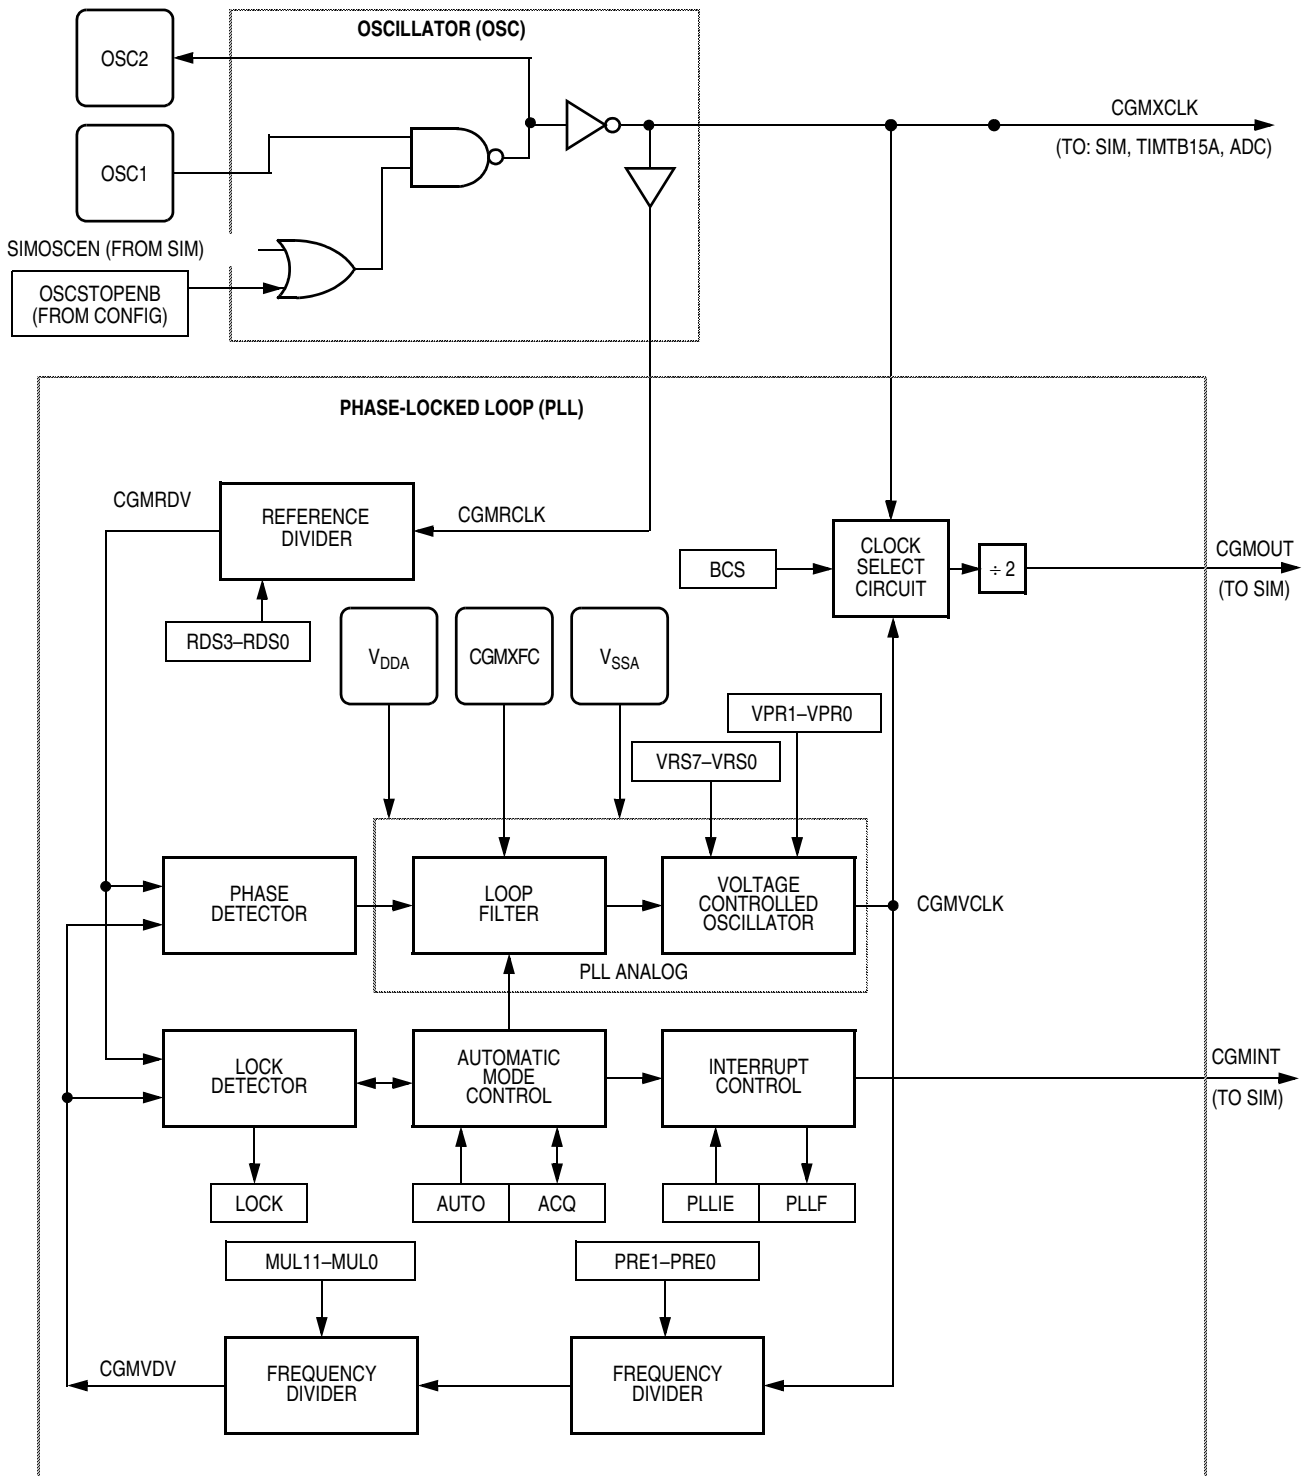 OSCILLATOR (OSC)
OSC2
CGMXCLK
(TO: SIM, TIMTB15A, ADC)
OSC1
SIMOSCEN (FROM SIM)
OSCSTOPENB
(FROM CONFIG)
PHASE-LOCKED LOOP (PLL)
CGMRDV
REFERENCE
DIVIDER
CGMRCLK
CLOCK
SELECT
CIRCUIT
BCS
÷ 2
CGMOUT
(TO SIM)
RDS3–RDS0
VDDA
CGMXFC
VSSA
VPR1–VPR0
VRS7–VRS0
PHASE
DETECTOR
LOOP
FILTER
VOLTAGE
CONTROLLED
OSCILLATOR
CGMVCLK
PLL ANALOG
LOCK
DETECTOR
AUTOMATIC
MODE
CONTROL
INTERRUPT
CONTROL
CGMINT
(TO SIM)
LOCK
AUTO
ACQ
PLLIE
PLLF
MUL11–MUL0
PRE1–PRE0
CGMVDV
FREQUENCY
DIVIDER
FREQUENCY
DIVIDER